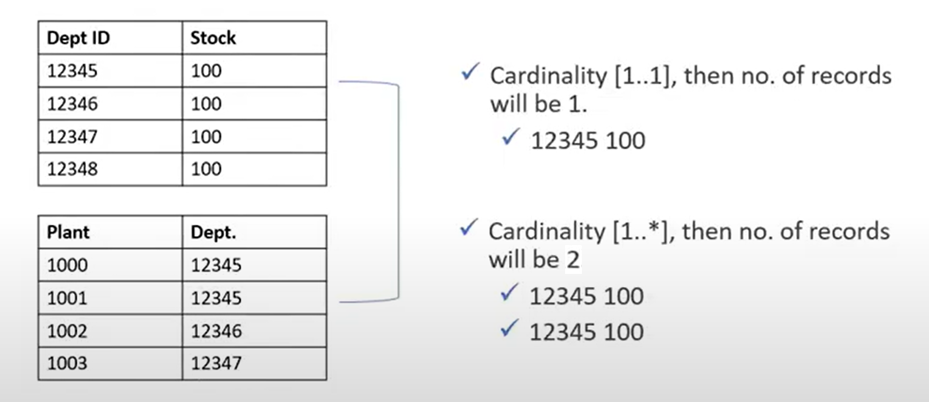 Dept ID Stock
12345 100
12346 100
12347 100
12348 100
Plant Dept.
1000 12345
1001 12345
1002 12346
1003 12347
✓ Cardinality [1..1], then no. of records
will be 1.
✓ 12345 100
✓ Cardinality [1..*], then no. of records
will be 2
✓ 12345 100
✓ 12345 100